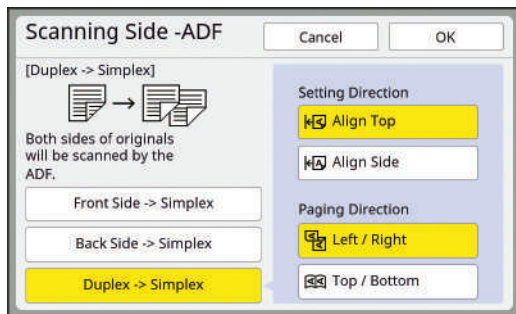 Scanning Side -ADF
Cancel
OK
[Duplex -> Simplex]
Both sides of originals
will be scanned by the
ADF.
Front Side -> Simplex
Back Side -> Simplex
Duplex -> Simplex
Setting Direction
Align Top
Align Side
Paging Direction
Left / Right
Top / Bottom